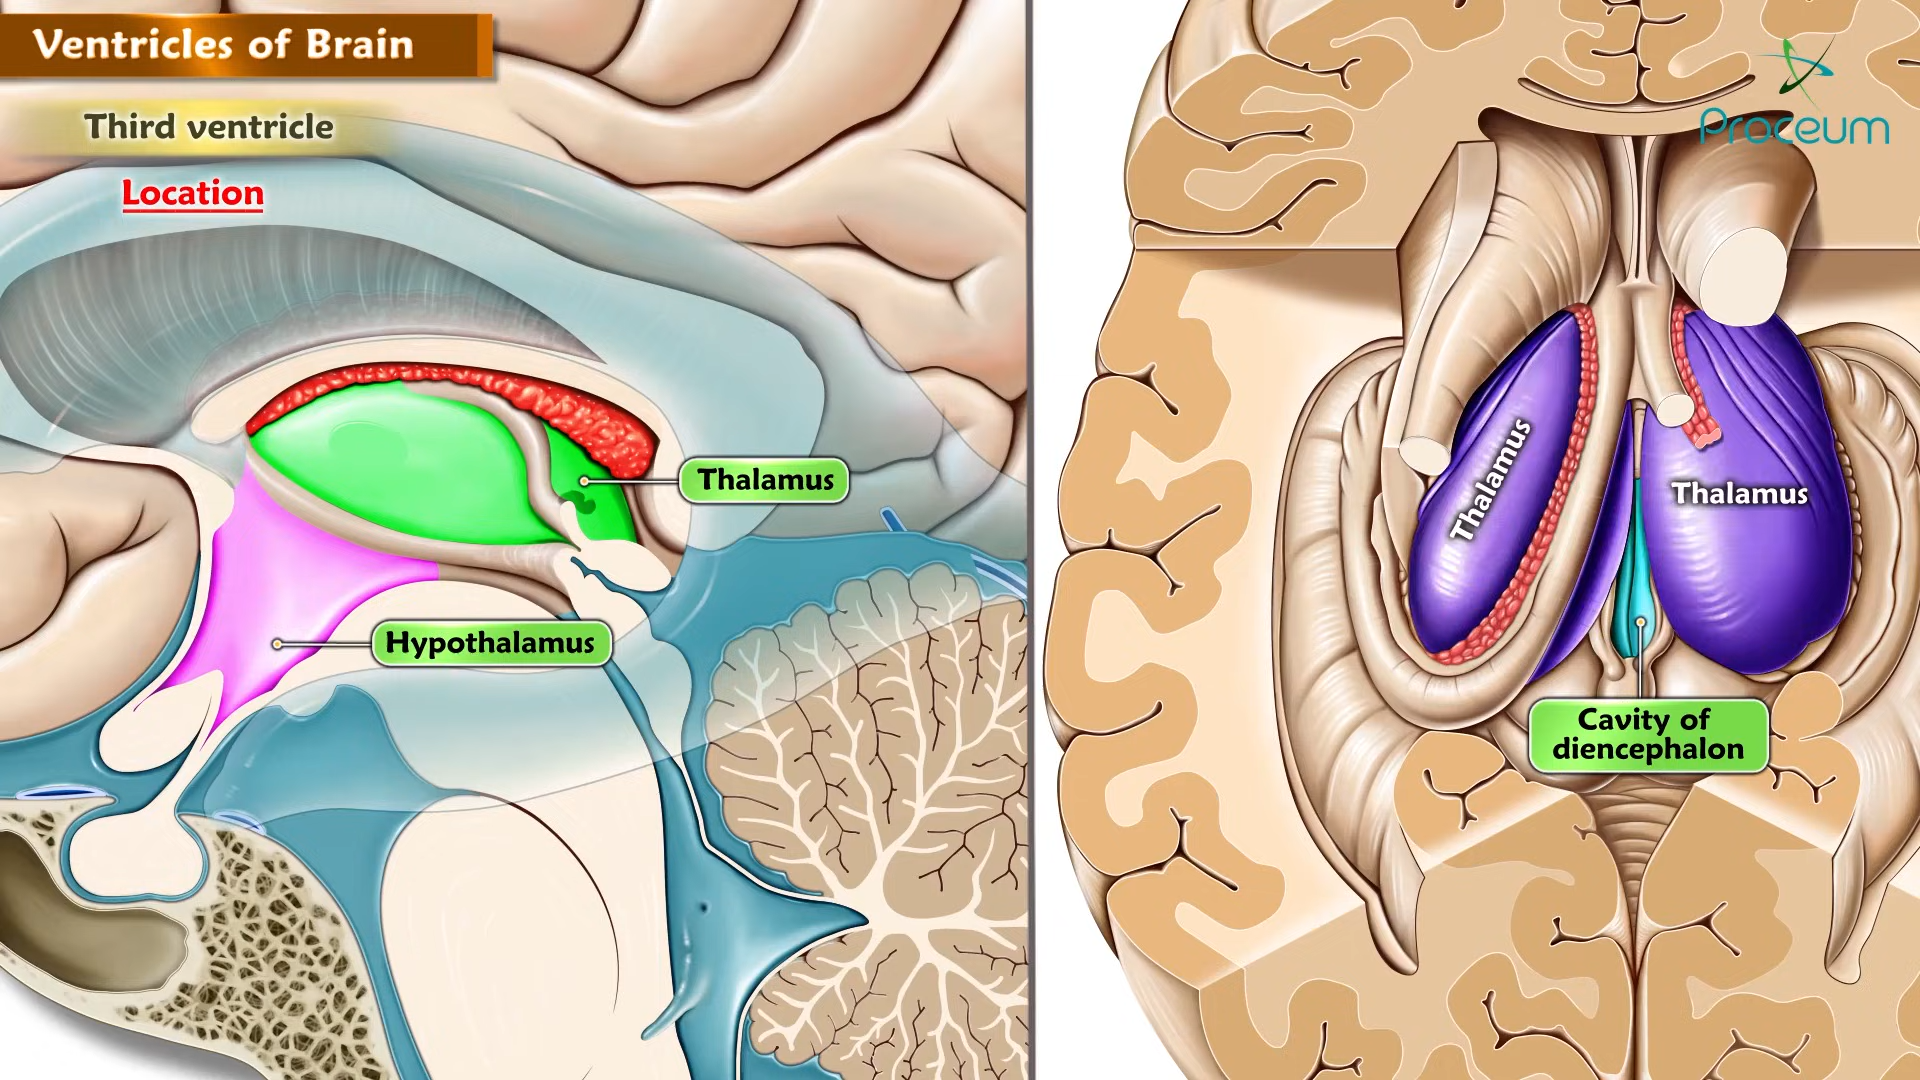 Ventricles of Brain
Third ventricle
Location
Thalamus
Hypothalamus
Proceum
Thalamus
Thalamus
Cavity of
diencephalon